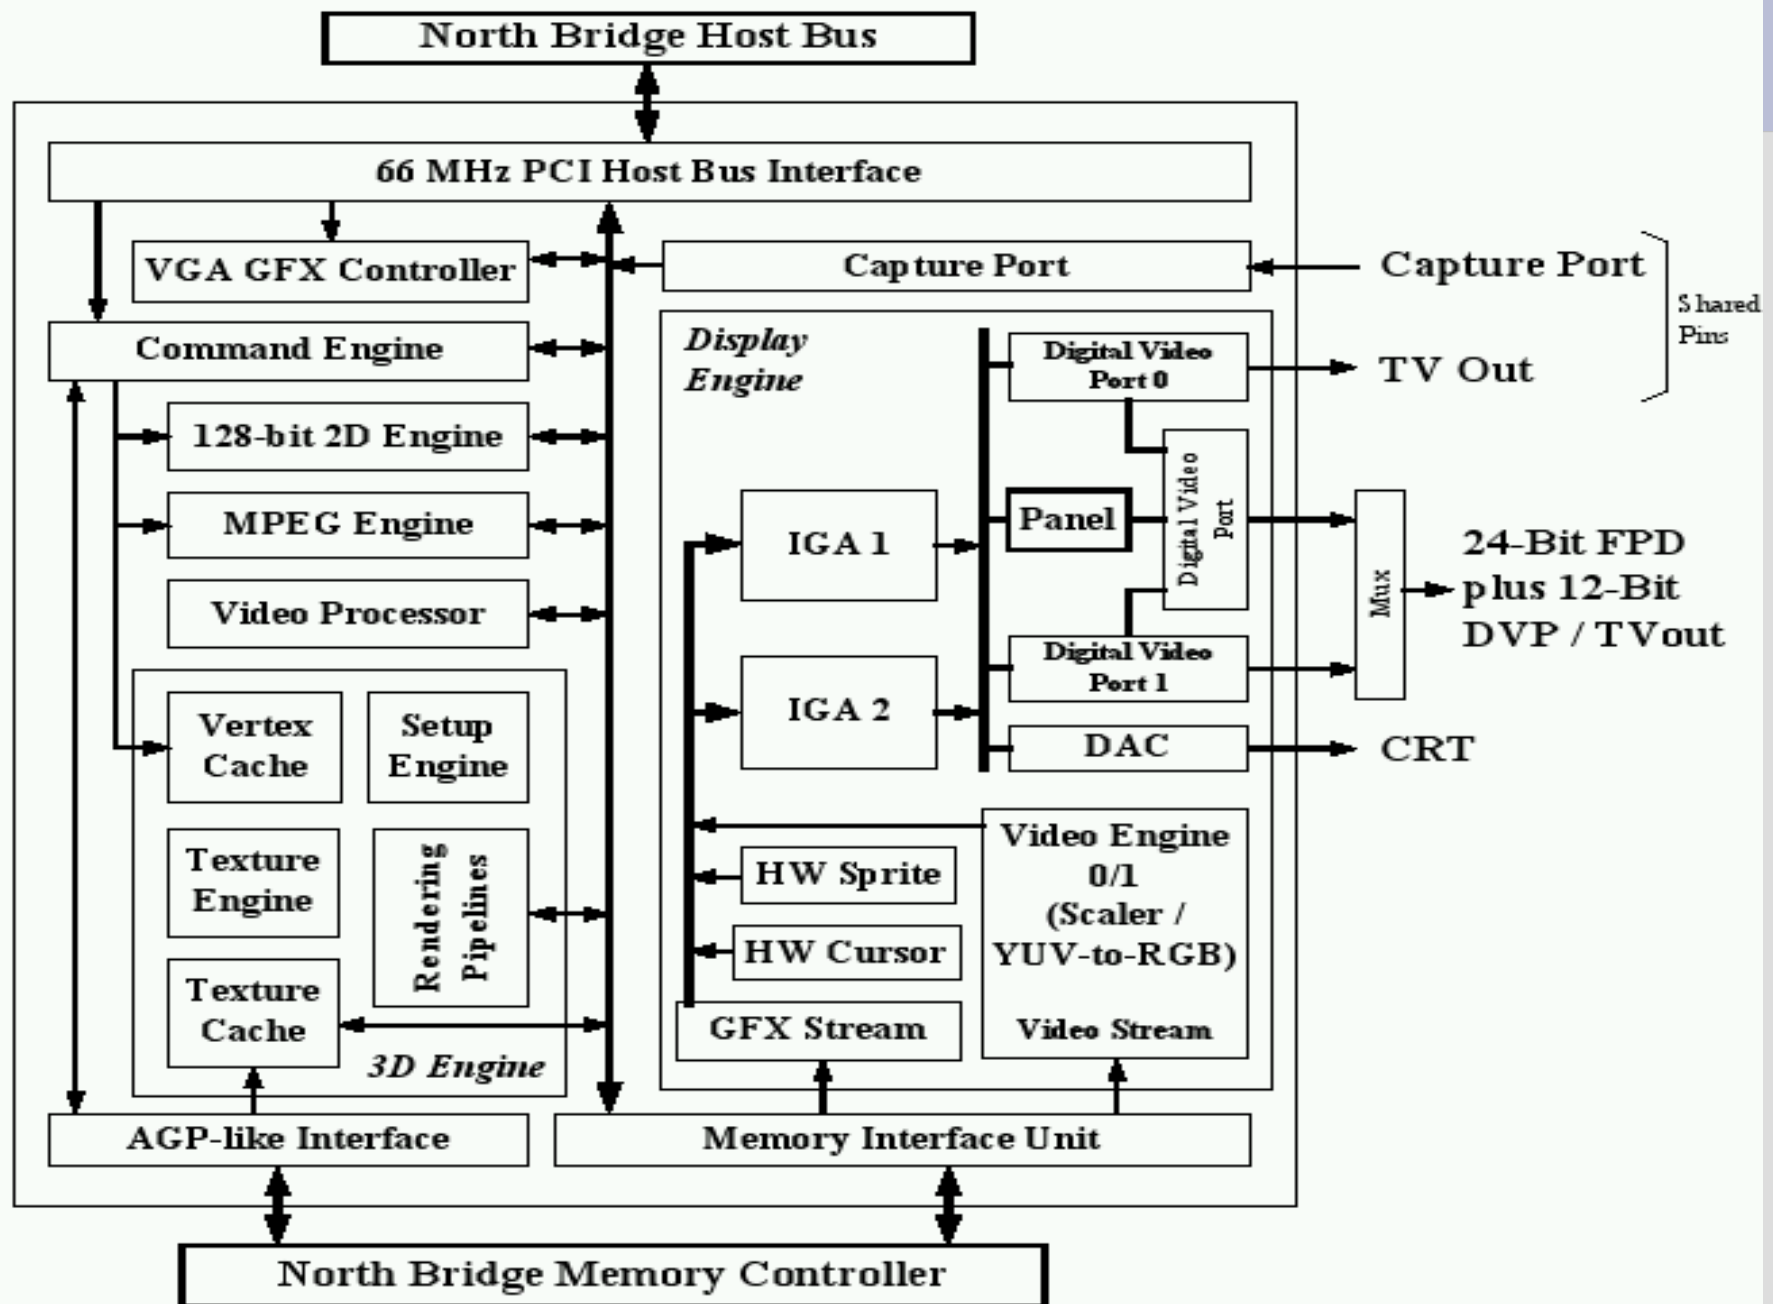 North Bridge Host Bus
66 MHz PCI Host Bus Interface
VGA GFX Controller
Capture Port
Capture Port
Shared
Pins
Command Engine
Display
Engine
Digital Video
Port 0
TV Out
128-bit 2D Engine
MPEG Engine
Video Processor
IGA 1
Panel
Digital Video
Port
Mux
24-Bit FPD
plus 12-Bit
DVP / TVout
IGA 2
Digital Video
Port 1
DAC
CRT
Vertex
Cache
Setup
Engine
Texture
Engine
Rendering
Pipelines
Texture
Cache
3D Engine
Video Engine
0/1
(Scaler /
YUV-to-RGB)
Video Stream
HW Sprite
HW Cursor
GFX Stream
AGP-like Interface
Memory Interface Unit
North Bridge Memory Controller